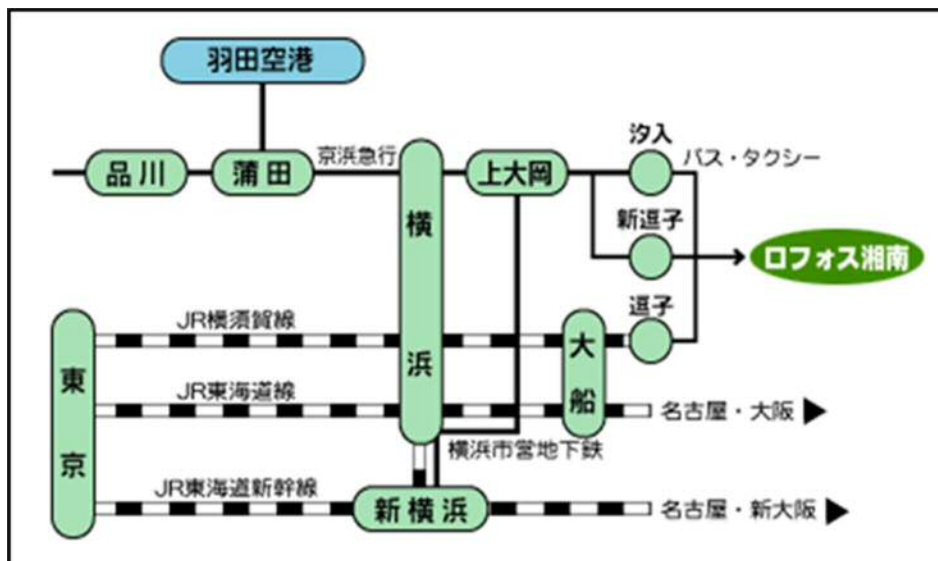 羽田空港
汐入
京浜急行
バス・タクシー
品川
蒲田
上大岡
横浜
新逗子
ロフォス湘南
逗子
JR横須賀線
大船
東京
JR東海道線
名古屋・大阪
横浜市営地下鉄
JR東海道新幹線
新横浜
名古屋・新大阪